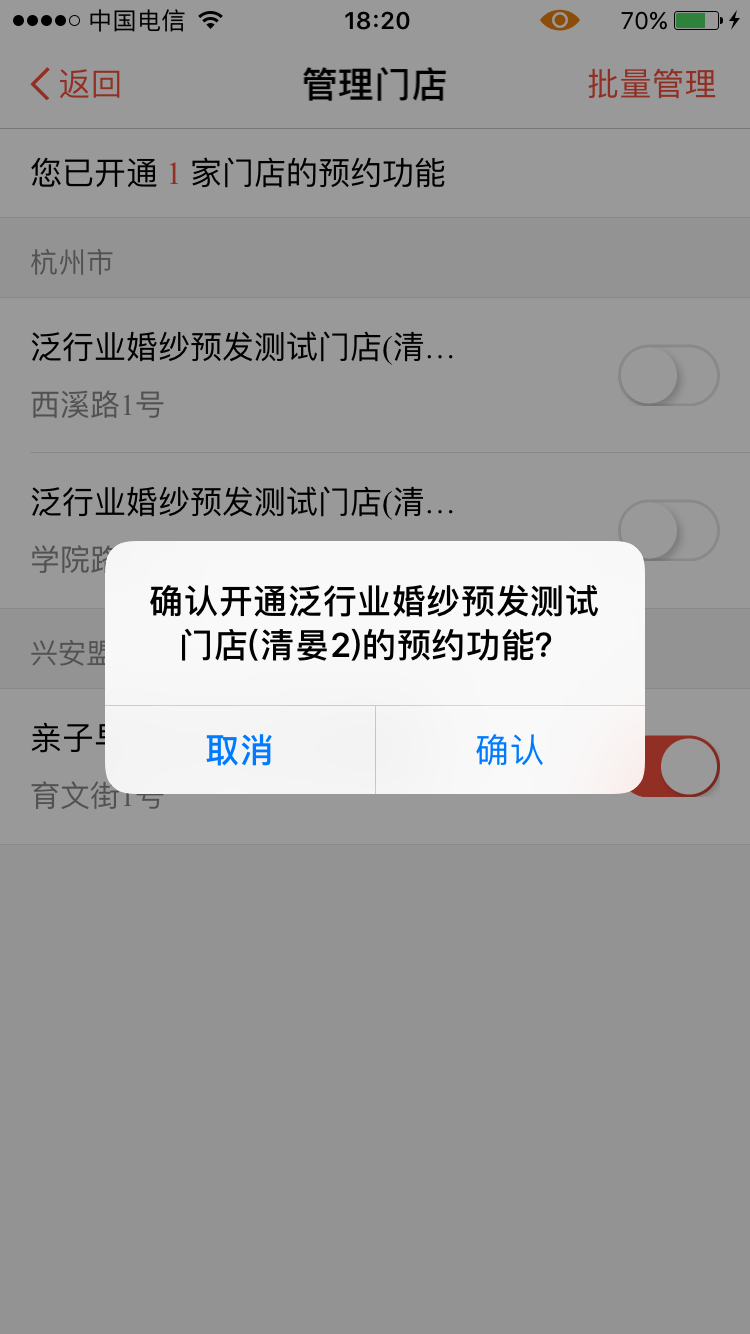 中国电信 18:20 70%
返回 管理门店 批量管理
您已开通 1 家门店的预约功能
杭州市
泛行业婚纱预发测试门店(清...
西溪路1号
泛行业婚纱预发测试门店(清...
学院路
兴安盟
确认开通泛行业婚纱预发测试
门店(清晏2)的预约功能?
取消 确认
亲子
育文街1号